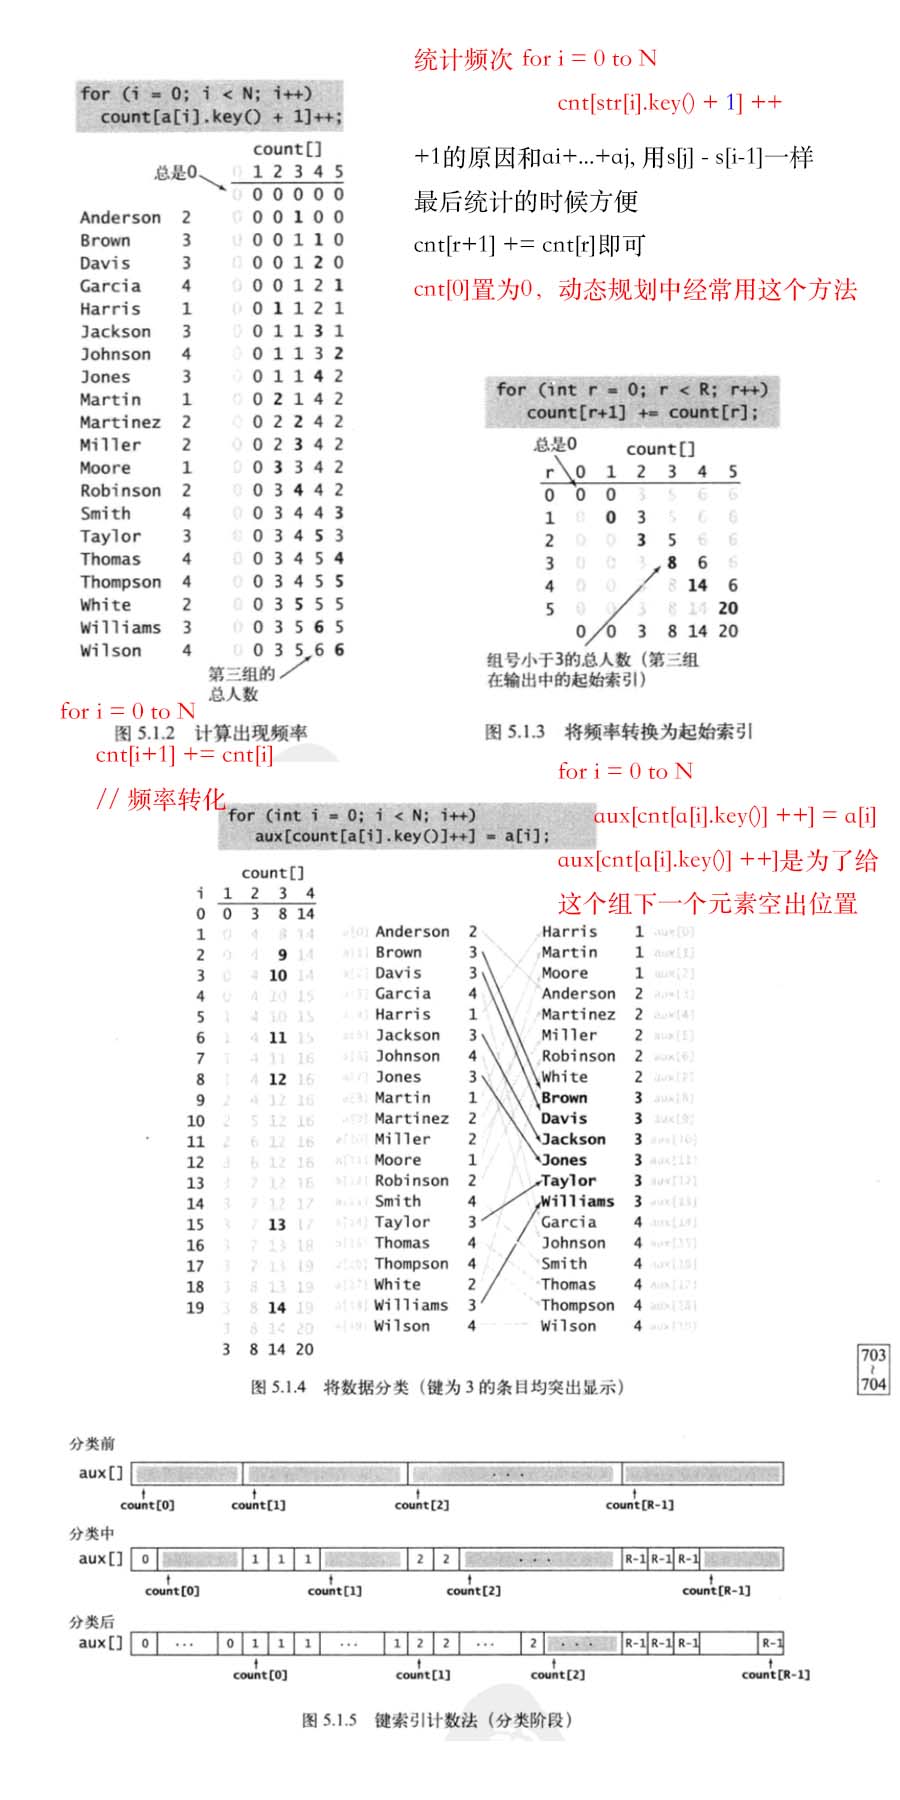 统计频次 for i = 0 to N
cnt[str[i].key() + 1] ++
+1的原因和ai+...+aj, 用s[j] - s[i-1]一样
最后统计的时候方便
cnt[r+1] += cnt[r]即可
cnt[0]置为0，动态规划中经常用这个方法
for (i = 0; i < N; i++)
count[a[i].key() + 1]++;
count[]
总是0
0 1 2 3 4 5
0 0 0 0 0 0
Anderson 2 0 0 0 1 0 0
Brown 3 0 0 0 1 1 0
Davis 3 0 0 0 1 2 0
Garcia 4 0 0 0 1 2 1
Harris 1 0 0 1 1 2 1
Jackson 3 0 0 1 1 3 1
Johnson 4 0 0 1 1 3 2
Jones 3 0 0 1 1 4 2
Martin 1 0 0 2 1 4 2
Martinez 2 0 0 2 2 4 2
Miller 2 0 0 2 3 4 2
Moore 1 0 0 3 3 4 2
Robinson 2 0 0 3 4 4 2
Smith 4 0 0 3 4 4 3
Taylor 3 0 0 3 4 5 3
Thomas 4 0 0 3 4 5 4
Thompson 4 0 0 3 4 5 5
White 2 0 0 3 5 5 5
Williams 3 0 0 3 5 6 5
Wilson 4 0 0 3 5 6 6
第三组的
总人数
图 5.1.2 计算出现频率
for (int r = 0; r < R; r++)
count[r+1] += count[r];
总是0
count[]
r 0 1 2 3 4 5
0 0 0 3 5 6 6
1 0 0 3 5 6 6
2 0 0 3 5 6 6
3 0 0 3 8 6 6
4 0 0 8 14 6
5 0 0 3 8 14 20
0 0 3 8 14 20
组号小于3的总人数（第三组
在输出中的起始索引）
图 5.1.3 将频率转换为起始索引
for i = 0 to N
cnt[i+1] += cnt[i]
// 频率转化
for i = 0 to N
aux[cnt[a[i].key()] ++] = a[i]
aux[cnt[a[i].key()] ++]是为了给
这个组下一个元素空出位置
for (int i = 0; i < N; i++)
aux[count[a[i].key()]++] = a[i];
count[]
i 1 2 3 4
0 0 3 8 14
1 0 4 8 14 a[0] Anderson 2 Harris 1 aux[0]
2 0 4 9 14 a[1] Brown 3 Martin 1 aux[1]
3 0 4 10 14 a[2] Davis 3 Moore 1 aux[2]
4 0 4 10 15 a[3] Garcia 4 Anderson 2 aux[3]
5 1 4 10 15 a[4] Harris 1 Martinez 2 aux[4]
6 1 4 11 15 a[5] Jackson 3 Miller 2 aux[5]
7 1 4 11 16 a[6] Johnson 4 Robinson 2 aux[6]
8 1 4 12 16 a[7] Jones 3 White 2 aux[7]
9 2 4 12 16 a[8] Martin 1 Brown 3 aux[8]
10 2 5 12 16 a[9] Martinez 2 Davis 3 aux[9]
11 2 6 12 16 a[10] Miller 2 Jackson 3 aux[10]
12 3 6 12 16 a[11] Moore 1 Jones 3 aux[11]
13 3 7 12 16 a[12] Robinson 2 Taylor 3 aux[12]
14 3 7 12 17 a[13] Smith 4 Williams 3 aux[13]
15 3 7 13 17 a[14] Taylor 3 Garcia 4 aux[14]
16 3 7 13 18 a[15] Thomas 4 Johnson 4 aux[15]
17 3 7 13 19 a[16] Thompson 4 Smith 4 aux[16]
18 3 8 13 19 a[17] White 2 Thomas 4 aux[17]
19 3 8 14 19 a[18] Williams 3 Thompson 4 aux[18]
3 8 14 20 a[19] Wilson 4 Wilson 4 aux[19]
3 8 14 20
图 5.1.4 将数据分类（键为 3 的条目均突出显示）
703
≀
704
分类前
aux[] . . .
count[0] count[1] count[2] count[R-1]
分类中
aux[] 0 1 1 1 2 2 . . . R-1 R-1 R-1
count[0] count[1] count[2] count[R-1]
分类后
aux[] 0 ... 0 1 1 1 ... 1 2 2 ... 2 . . . R-1 R-1 R-1 R-1
count[0] count[1] count[2] count[R-1]
图 5.1.5 键索引计数法（分类阶段）